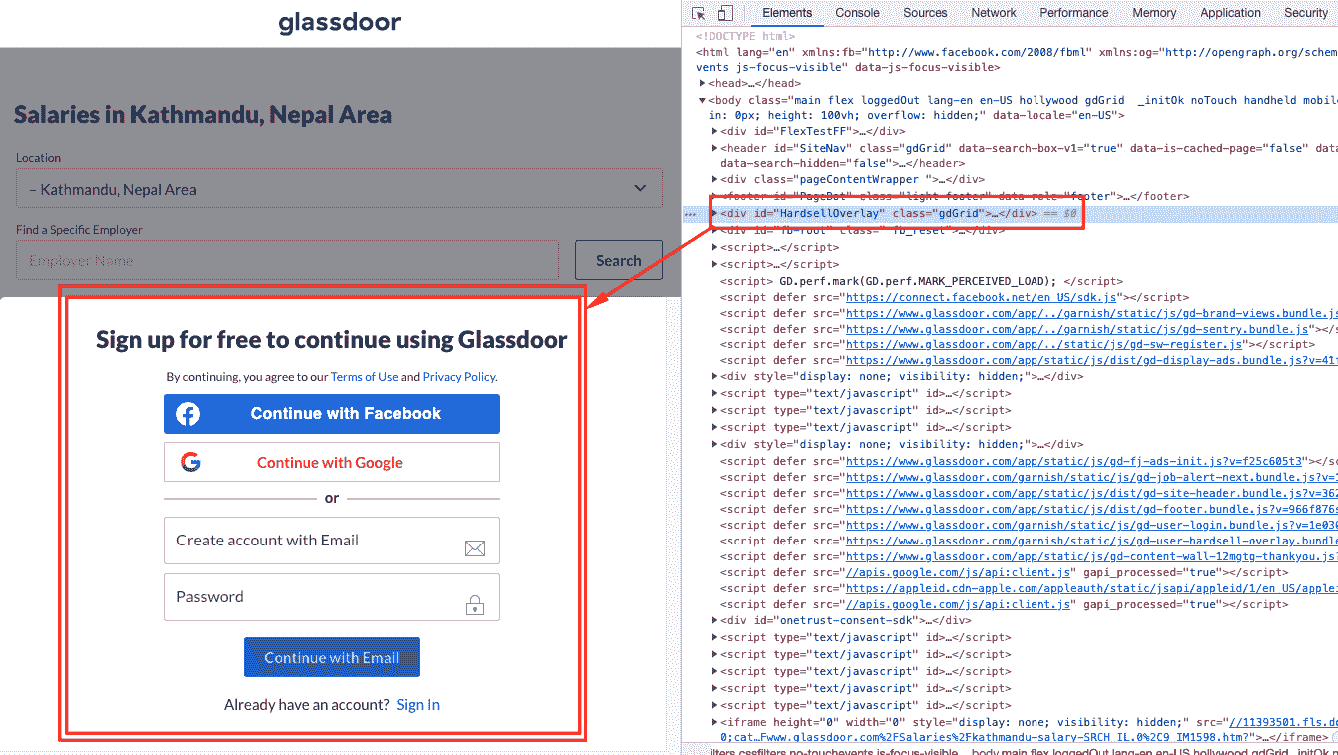 glassdoor
Salaries in Kathmandu, Nepal Area
Location
– Kathmandu, Nepal Area
Find a Specific Employer
Employer Name
Search
Sign up for free to continue using Glassdoor
By continuing, you agree to our Terms of Use and Privacy Policy.
Continue with Facebook
Continue with Google
or
Create account with Email
Password
Continue with Email
Already have an account? Sign In
Elements Console Sources Network Performance Memory Application Security
<!DOCTYPE html>
<html lang="en" xmlns:fb="http://www.facebook.com/2008/fbml" xmlns:og="http://opengraph.org/schem
vents js-focus-visible" data-js-focus-visible>
<head>…</head>
<body class="main flex loggedOut lang-en en-US hollywood gdGrid _initOk noTouch handheld mobil
in: 0px; height: 100vh; overflow: hidden;" data-locale="en-US">
<div id="FlexTestFF">…</div>
<header id="SiteNav" class="gdGrid" data-search-box-v1="true" data-is-cached-page="false" data
data-search-hidden="false">…</header>
<div class="pageContentWrapper ">…</div>
<footer id="PageBot" class="light-footer" data-role="footer">…</footer>
<div id="HardsellOverlay" class="gdGrid">…</div> == $0
<div id="fb-root" class=" fb_reset">…</div>
<script>…</script>
<script>…</script>
<script> GD.perf.mark(GD.perf.MARK_PERCEIVED_LOAD); </script>
<script defer src="https://connect.facebook.net/en_US/sdk.js"></script>
<script defer src="https://www.glassdoor.com/app/../garnish/static/js/gd-brand-views.bundle.js
<script defer src="https://www.glassdoor.com/app/../garnish/static/js/gd-sentry.bundle.js"></s
<script defer src="https://www.glassdoor.com/app/../static/js/gd-sw-register.js"></script>
<script defer src="https://www.glassdoor.com/app/static/js/dist/gd-display-ads.bundle.js?v=41f
<div style="display: none; visibility: hidden;">…</div>
<script type="text/javascript" id>…</script>
<script type="text/javascript" id>…</script>
<script type="text/javascript" id>…</script>
<div style="display: none; visibility: hidden;">…</div>
<script defer src="https://www.glassdoor.com/app/static/js/gd-fj-ads-init.js?v=f25c605t3"></sc
<script defer src="https://www.glassdoor.com/garnish/static/js/gd-job-alert-next.bundle.js?v=1
<script defer src="https://www.glassdoor.com/app/static/js/dist/gd-site-header.bundle.js?v=362
<script defer src="https://www.glassdoor.com/app/static/js/dist/gd-footer.bundle.js?v=966f876s
<script defer src="https://www.glassdoor.com/garnish/static/js/gd-user-login.bundle.js?v=1e030
<script defer src="https://www.glassdoor.com/garnish/static/js/gd-user-hardsell-overlay.bundle
<script defer src="https://www.glassdoor.com/app/static/js/gd-content-wall-12mgtg-thankyou.js?
<script defer src="//apis.google.com/js/api:client.js" gapi_processed="true"></script>
<script defer src="https://appleid.cdn-apple.com/appleauth/static/jsapi/appleid/1/en_US/applei
<script defer src="//apis.google.com/js/api:client.js" gapi_processed="true"></script>
<div id="onetrust-consent-sdk">…</div>
<script type="text/javascript" id>…</script>
<script type="text/javascript" id>…</script>
<script type="text/javascript" id>…</script>
<script type="text/javascript" id>…</script>
<script type="text/javascript" id>…</script>
<iframe height="0" width="0" style="display: none; visibility: hidden;" src="//11393501.fls.do
0;cat…F www.glassdoor.com%2FSalaries%2Fkathmandu-salary-SRCH_IL.0%2C9_IM1598.htm?">…</iframe>